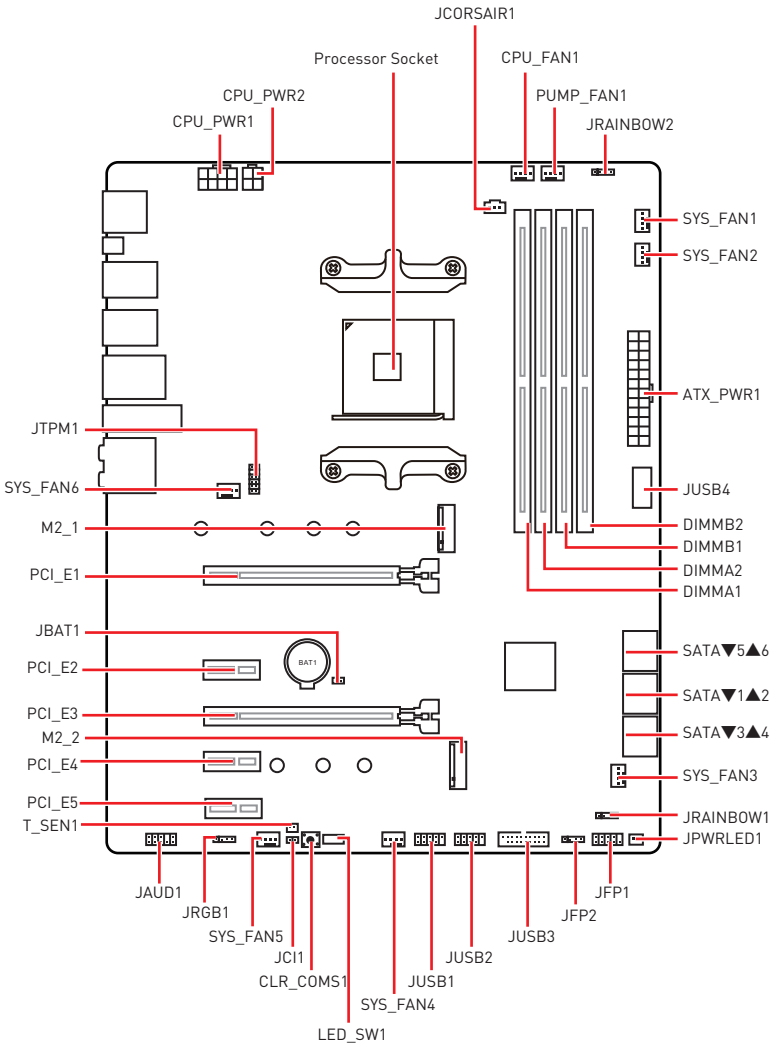 JCORSAIR1
Processor Socket
CPU_FAN1
CPU_PWR2
PUMP_FAN1
CPU_PWR1
JRAINBOW2
SYS_FAN1
SYS_FAN2
ATX_PWR1
JTPM1
SYS_FAN6
JUSB4
M2_1
DIMMB2
DIMMB1
PCI_E1
DIMMA2
DIMMA1
JBAT1
BAT1
SATA▼5▲6
PCI_E2
SATA▼1▲2
PCI_E3
SATA▼3▲4
M2_2
PCI_E4
SYS_FAN3
PCI_E5
JRAINBOW1
T_SEN1
JPWRLED1
JAUD1
JFP1
JRGB1
JFP2
SYS_FAN5
JUSB3
JCI1
JUSB2
CLR_COMS1
JUSB1
SYS_FAN4
LED_SW1